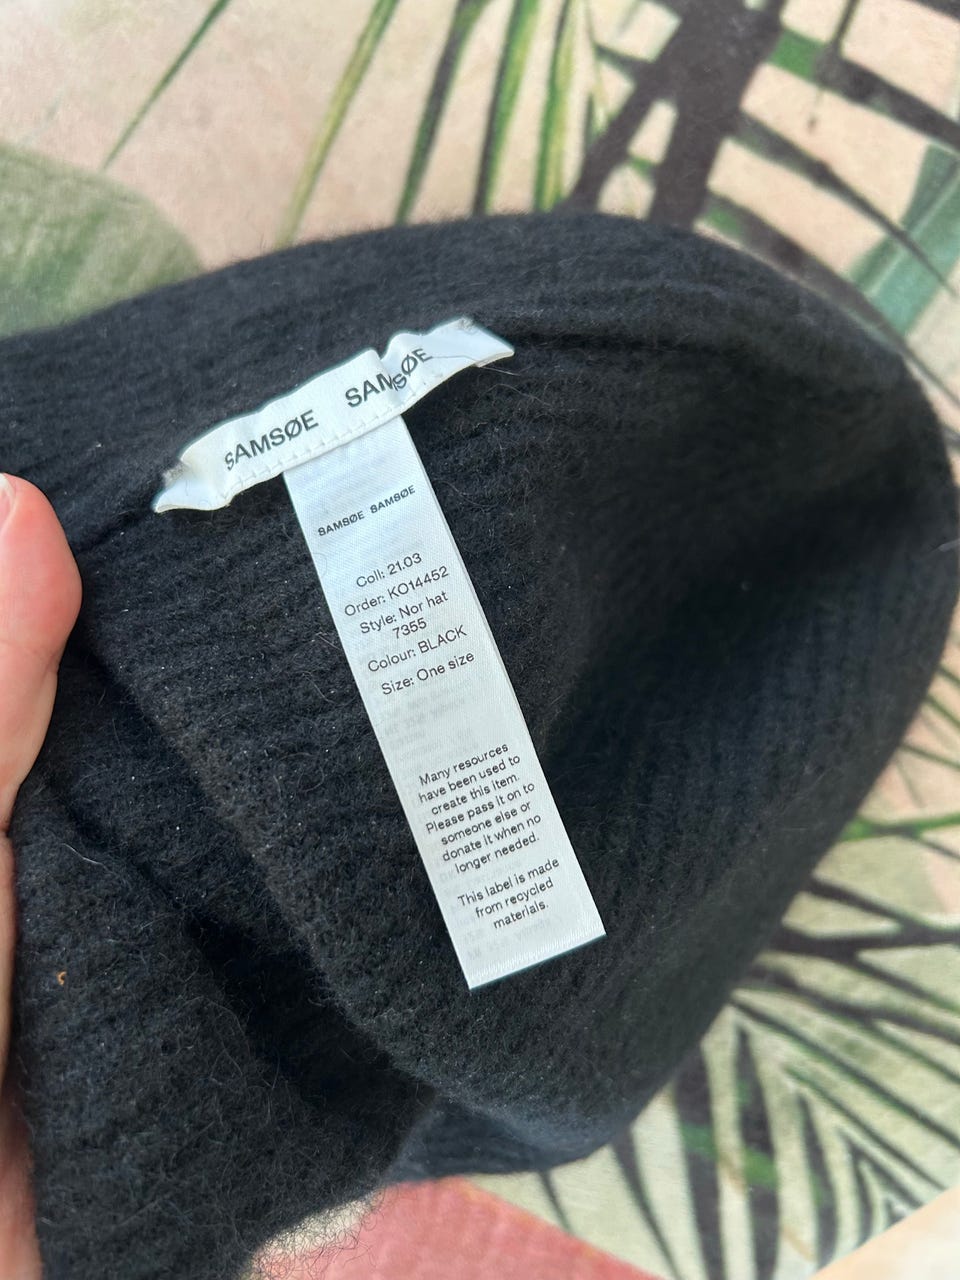 SAMSØE SAMSØE
SAMSØE SAMSØE
Coll: 21.03
Order: KO14452
Style: Nor hat
7355
Colour: BLACK
Size: One size
Many resources
have been used to
create this item.
Please pass it on to
someone else or
donate it when no
longer needed.
This label is made
from recycled
materials.